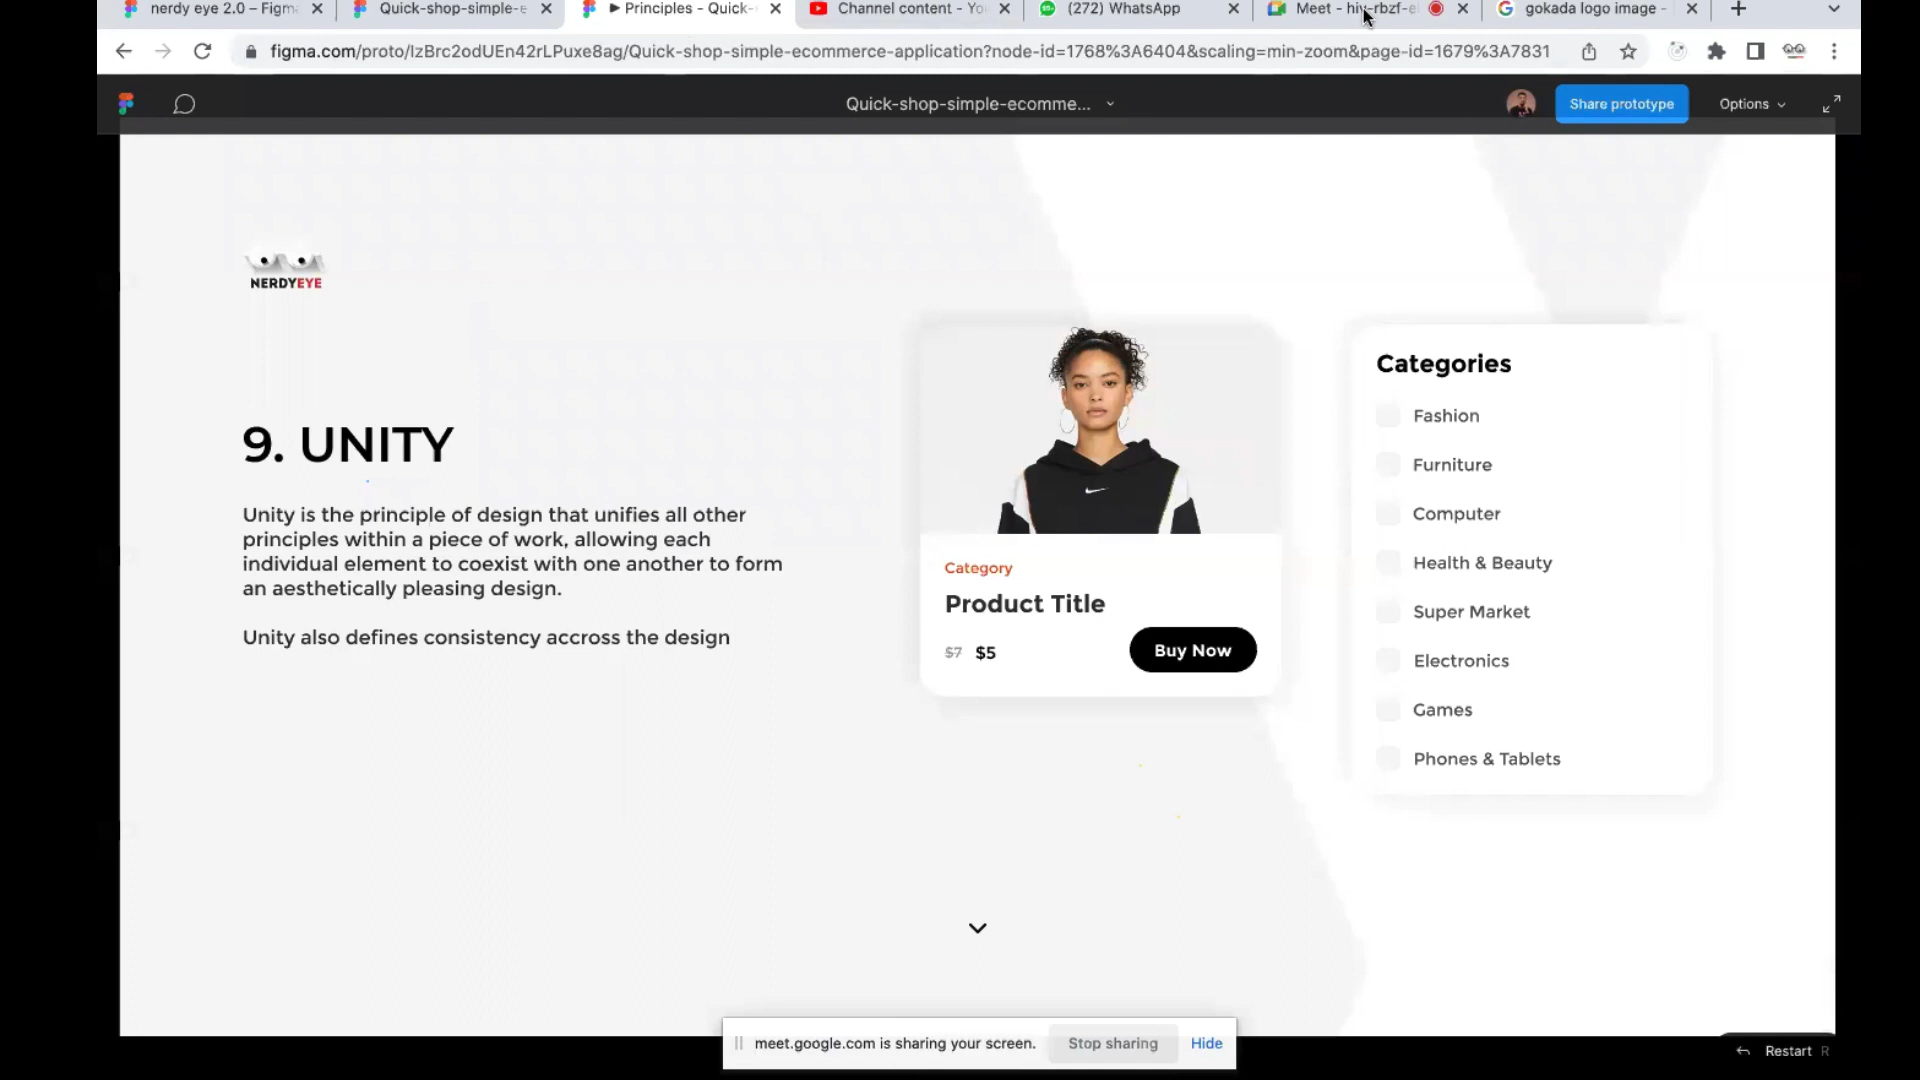 nerdy eye 2.0 – Figma
Quick-shop-simple-e
Principles - Quick-
Channel content - Yo
(272) WhatsApp
Meet - hiv-rbzf-e
gokada logo image -
figma.com/proto/IzBrc2odUEn42rLPuxe8ag/Quick-shop-simple-ecommerce-application?node-id=1768%3A6404&scaling=min-zoom&page-id=1679%3A7831
Quick-shop-simple-ecomme...
Share prototype
Options
NERDYEYE
9. UNITY
Unity is the principle of design that unifies all other
principles within a piece of work, allowing each
individual element to coexist with one another to form
an aesthetically pleasing design.
Unity also defines consistency accross the design
Category
Product Title
$7 $5
Buy Now
Categories
Fashion
Furniture
Computer
Health & Beauty
Super Market
Electronics
Games
Phones & Tablets
meet.google.com is sharing your screen.
Stop sharing
Hide
Restart R